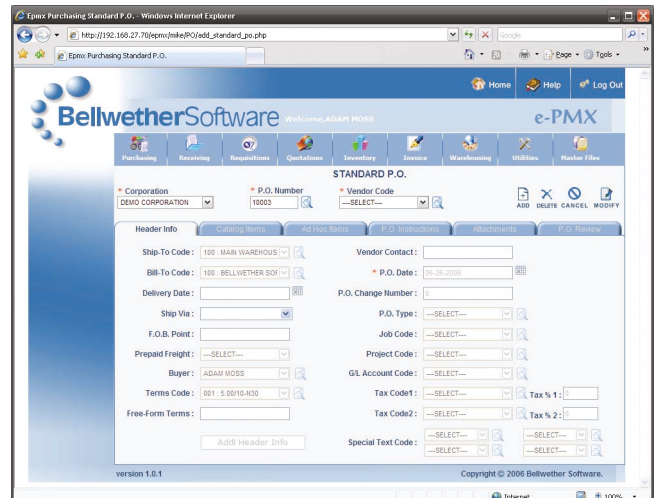 Epmx Purchasing Standard P.O. - Windows Internet Explorer
http://192.168.27.70/epmx/mike/PO/add_standard_po.php
Google
Epmx Purchasing Standard P.O.
Page Tools
Home Help Log Out
BellwetherSoftware Welcome,ADAM MOSS e-PMX
Purchasing Receiving Requisitions Quotations Inventory Invoice Warehousing Utilities Master Files
STANDARD P.O.
* Corporation * P.O. Number * Vendor Code
DEMO CORPORATION 10003 ---SELECT---
ADD DELETE CANCEL MODIFY
Header Info Catalog Items Ad Hoc Items P.O. Instructions Attachments P.O. Review
Ship-To Code : 100 : MAIN WAREHOUS Vendor Contact :
Bill-To Code : 100 : BELLWETHER SOF * P.O. Date : 06-26-2008
Delivery Date : P.O. Change Number : 0
Ship Via : P.O. Type : ---SELECT---
F.O.B. Point : Job Code : ---SELECT---
Prepaid Freight : ---SELECT--- Project Code : ---SELECT---
Buyer : ADAM MOSS G/L Account Code : ---SELECT---
Terms Code : 001 : 5.00/10-N30 Tax Code1 : ---SELECT--- Tax % 1 : 0
Free-Form Terms : Tax Code2 : ---SELECT--- Tax % 2 : 0
Addl Header Info Special Text Code : ---SELECT--- ---SELECT---
---SELECT--- ---SELECT---
version 1.0.1 Copyright © 2006 Bellwether Software.
Internet 100%